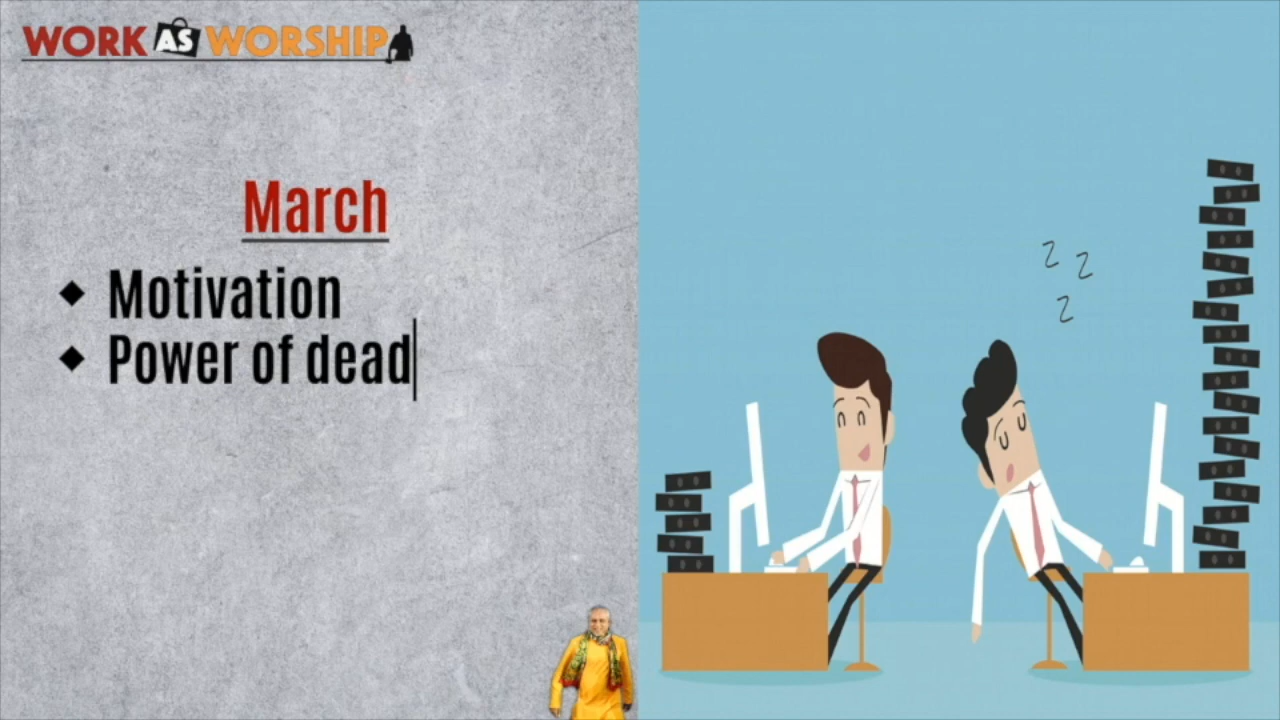 WORK AS WORSHIP
March
◆ Motivation
◆ Power of dead
z
z
z